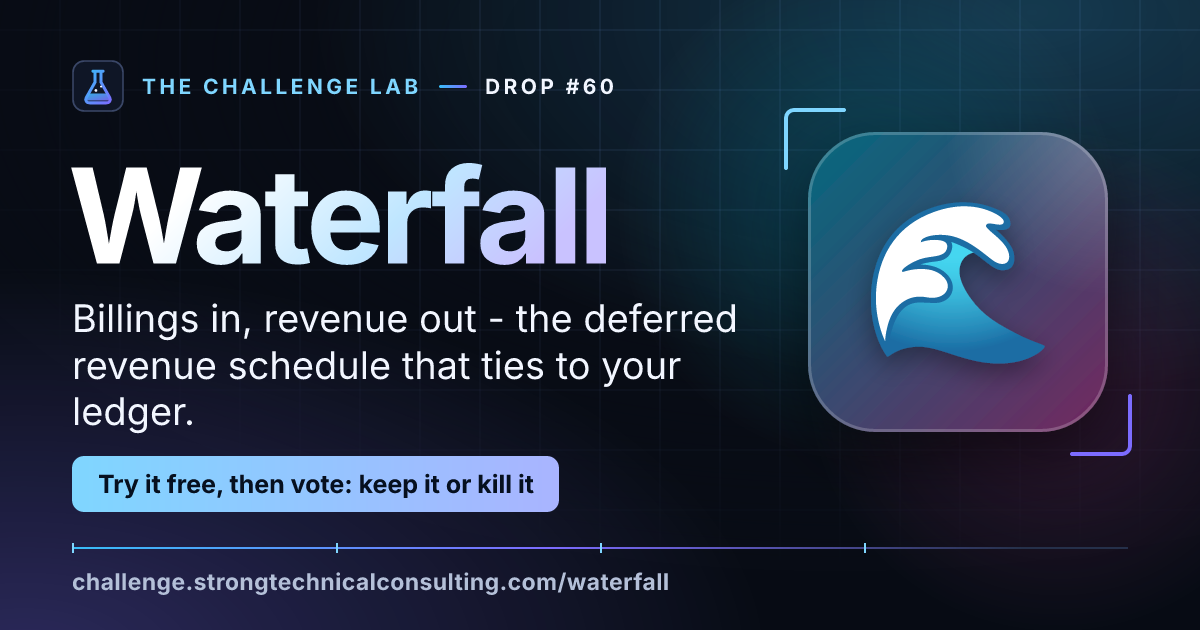 THE CHALLENGE LAB — DROP #60
Waterfall
Billings in, revenue out - the deferred
revenue schedule that ties to your
ledger.
Try it free, then vote: keep it or kill it
challenge.strongtechnicalconsulting.com/waterfall